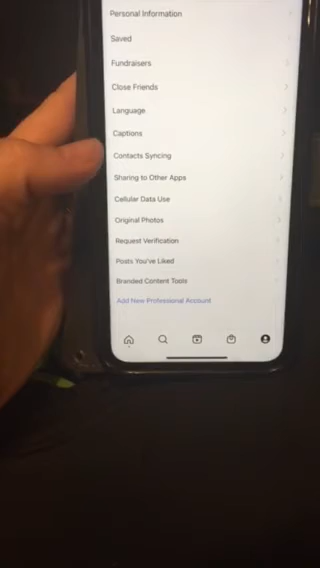 Personal Information
Saved
Fundraisers
Close Friends
Language
Captions
Contacts Syncing
Sharing to Other Apps
Cellular Data Use
Original Photos
Request Verification
Posts You've Liked
Branded Content Tools
Add New Professional Account